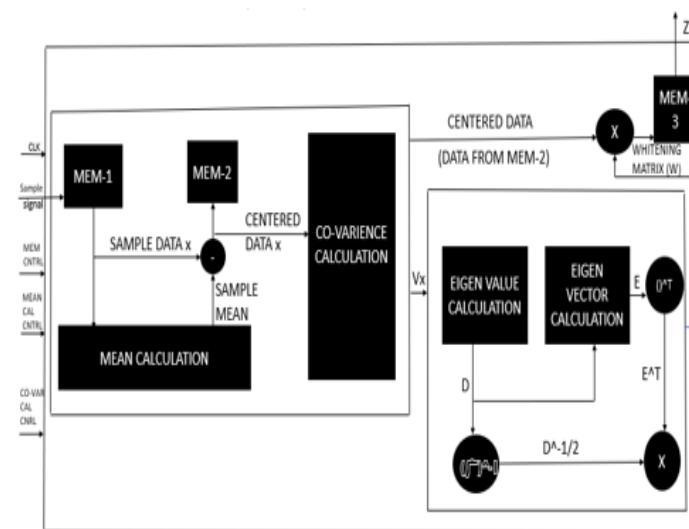 Z
MEM-
3
CENTERED DATA
(DATA FROM MEM-2)
X
WHITENING
MATRIX (W)
CLK
Sample
signal
MEM
CNTRL
MEAN
CAL
CNTRL
CO-VAR
CAL
CNRL
MEM-1
MEM-2
SAMPLE DATA x
-
CENTERED
DATA x
SAMPLE
MEAN
MEAN CALCULATION
CO-VARIENCE
CALCULATION
Vx
EIGEN VALUE
CALCULATION
EIGEN
VECTOR
CALCULATION
E
()^T
D
E^T
D^-1/2
X